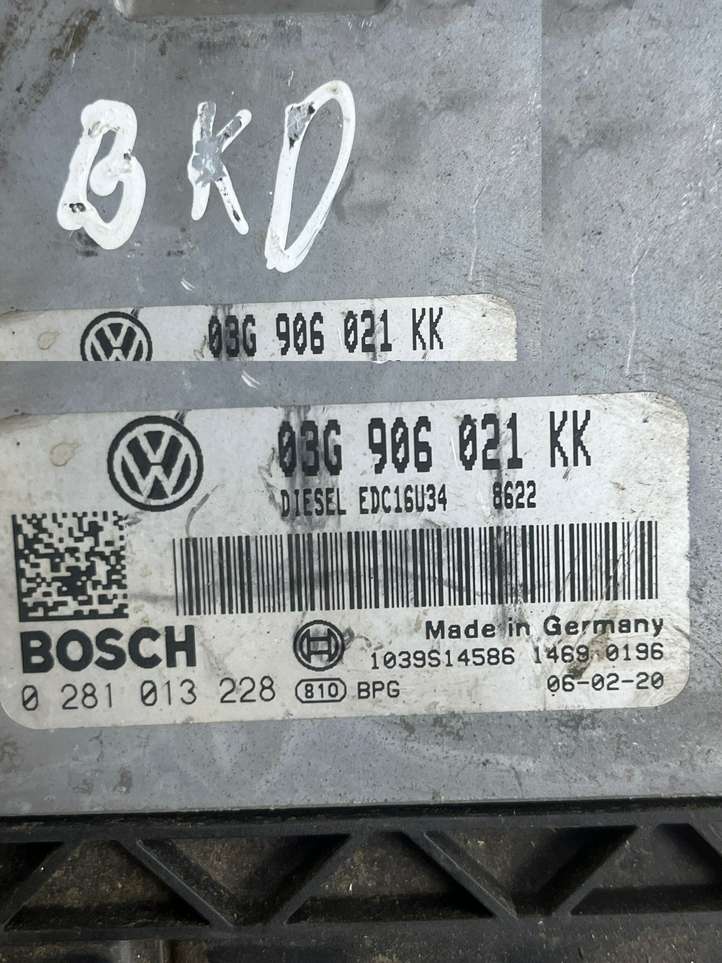 BKD
03G 906 021 KK
03G 906 021 KK
DIESEL EDC16U34 8622
BOSCH
Made in Germany
1039S14586 1469 0196
0 281 013 228 810 BPG 06-02-20